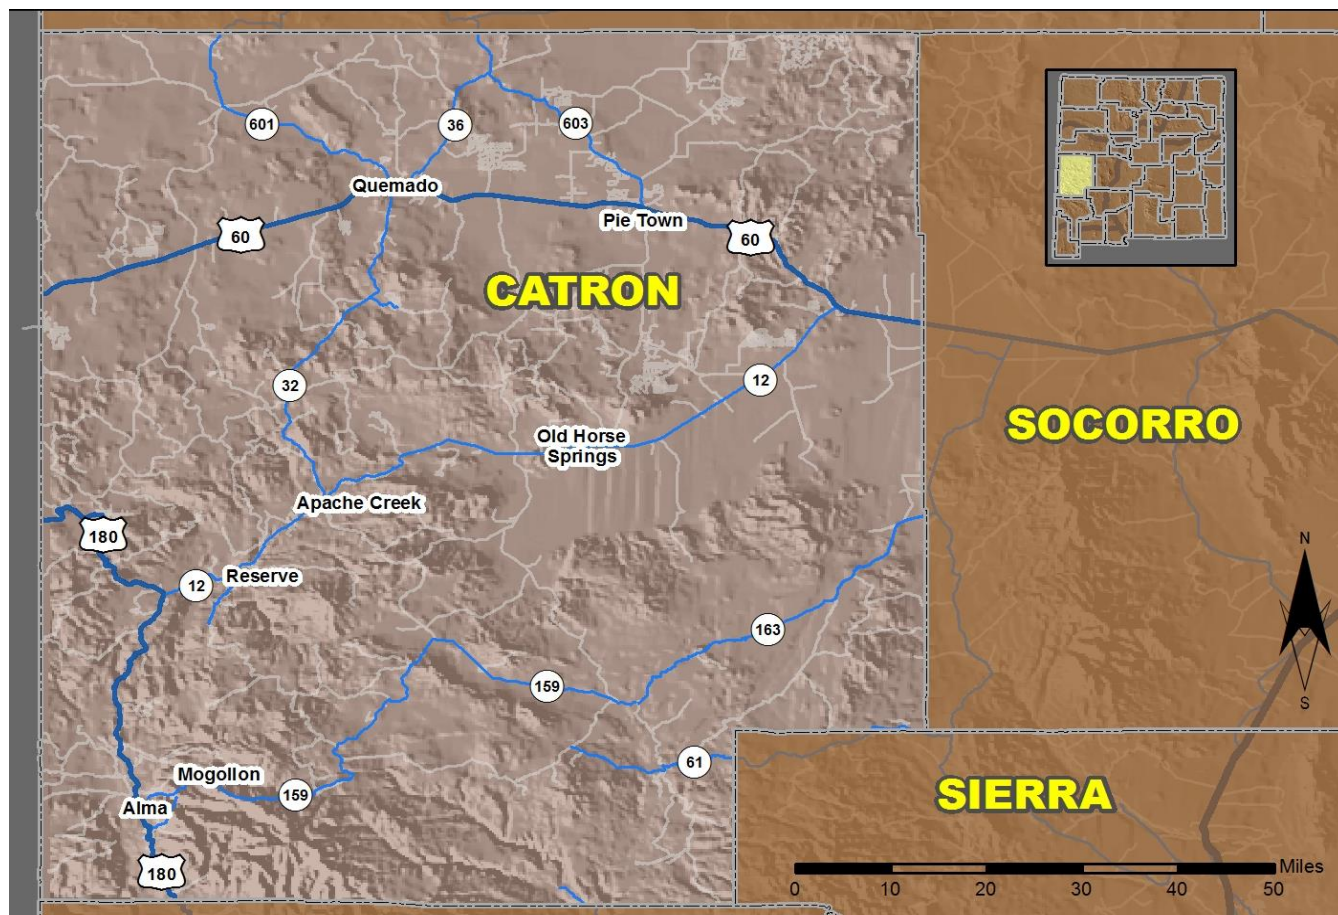 601
36
603
Quemado
60
Pie Town
60
CATRON
32
12
SOCORRO
Old Horse
Springs
Apache Creek
180
N
Reserve
12
163
159
S
61
Mogollon
159
Alma
SIERRA
180
Miles
0 10 20 30 40 50